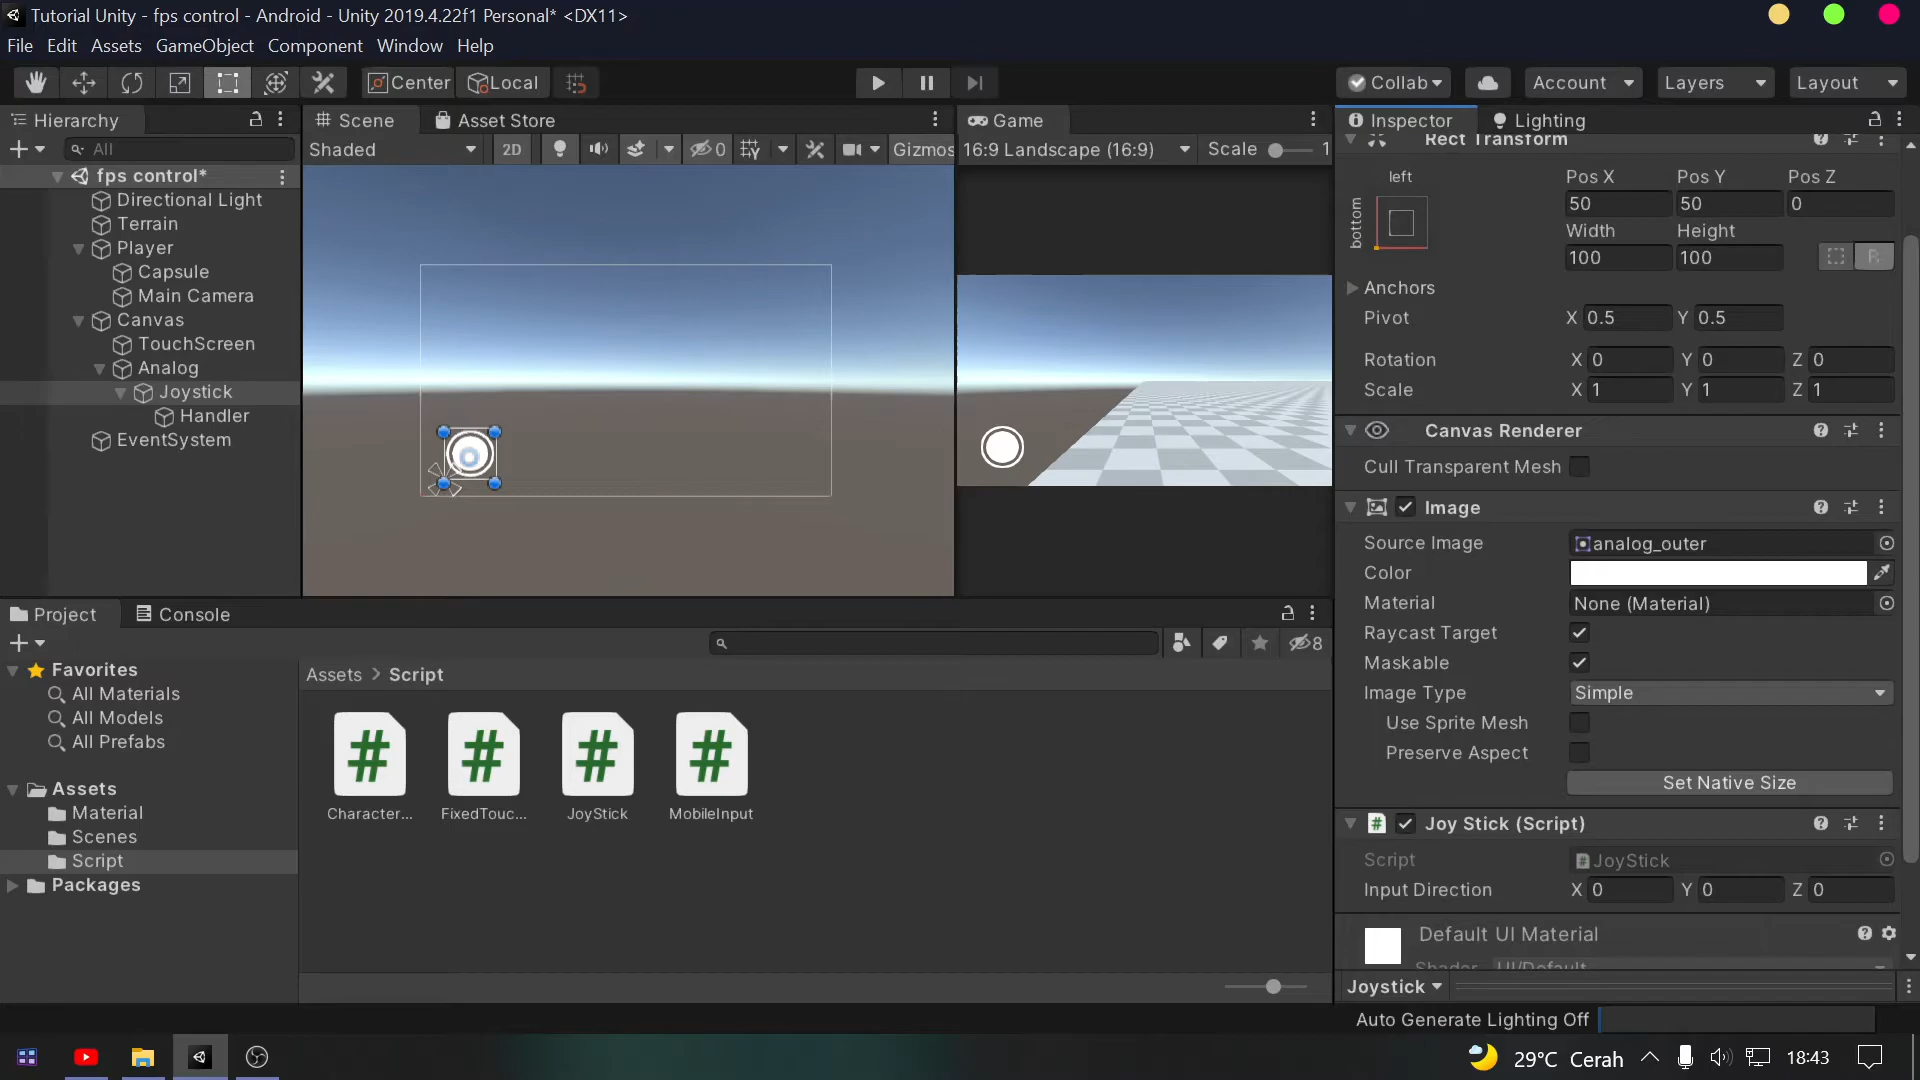 Tutorial Unity - fps control - Android - Unity 2019.4.22f1 Personal* <DX11>
File Edit Assets GameObject Component Window Help
Center Local Collab Account Layers Layout
Hierarchy
All
fps control*
Directional Light
Terrain
Player
Capsule
Main Camera
Canvas
TouchScreen
Analog
Joystick
Handler
EventSystem
Scene Asset Store
Shaded 2D 0 Gizmos
Game
16:9 Landscape (16:9) Scale 1
Inspector Lighting
Rect Transform
left
bottom
Pos X Pos Y Pos Z
50 50 0
Width Height
100 100
R
Anchors
Pivot X 0.5 Y 0.5
Rotation X 0 Y 0 Z 0
Scale X 1 Y 1 Z 1
Canvas Renderer
Cull Transparent Mesh
Image
Source Image analog_outer
Color
Material None (Material)
Raycast Target
Maskable
Image Type Simple
Use Sprite Mesh
Preserve Aspect
Set Native Size
# Joy Stick (Script)
Script # JoyStick
Input Direction X 0 Y 0 Z 0
Default UI Material
Shader UI/Default
Joystick
Project Console
8
Favorites
All Materials
All Models
All Prefabs
Assets
Material
Scenes
Script
Packages
Assets > Script
# # # #
Character... FixedTouc... JoyStick MobileInput
Auto Generate Lighting Off
29°C Cerah 18:43